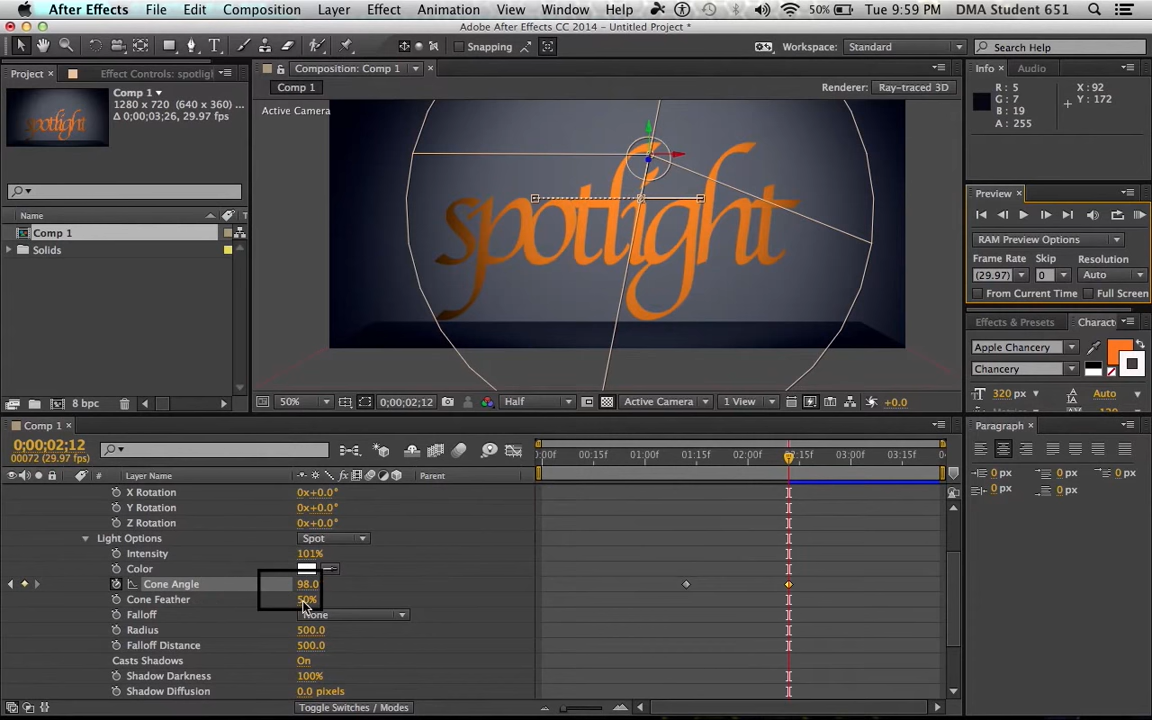 After Effects File Edit Composition Layer Effect Animation View Window Help 50% Tue 9:59 PM DMA Student 651
Adobe After Effects CC 2014 - Untitled Project *
Snapping Workspace: Standard Search Help
Project Effect Controls: spotlig Composition: Comp 1 Info Audio
Comp 1
1280 x 720 (640 x 360) ...
Δ 0;00;03;26, 29.97 fps
Comp 1 Renderer: Ray-traced 3D
Active Camera
R: 5 X: 92
G: 7 Y: 172
B: 19
A: 255
spotlight
spotlight
Preview
RAM Preview Options
Frame Rate Skip Resolution
(29.97) 0 Auto
From Current Time Full Screen
Name
Comp 1
Solids
Effects & Presets Charact
Apple Chancery
Chancery
320 px Auto
8 bpc 50% 0;00;02;12 Half Active Camera 1 View +0.0
Comp 1 Paragraph
0;00;02;12
00072 (29.97 fps)
:00f 00:15f 01:00f 01:15f 02:00f 02:15f 03:00f 03:15f
# Layer Name Parent
0 px 0 px 0 px
0 px 0 px
X Rotation 0x+0.0°
Y Rotation 0x+0.0°
Z Rotation 0x+0.0°
Light Options Spot
Intensity 101%
Color
Cone Angle 98.0
Cone Feather 50%
Falloff None
Radius 500.0
Falloff Distance 500.0
Casts Shadows On
Shadow Darkness 100%
Shadow Diffusion 0.0 pixels
Toggle Switches / Modes